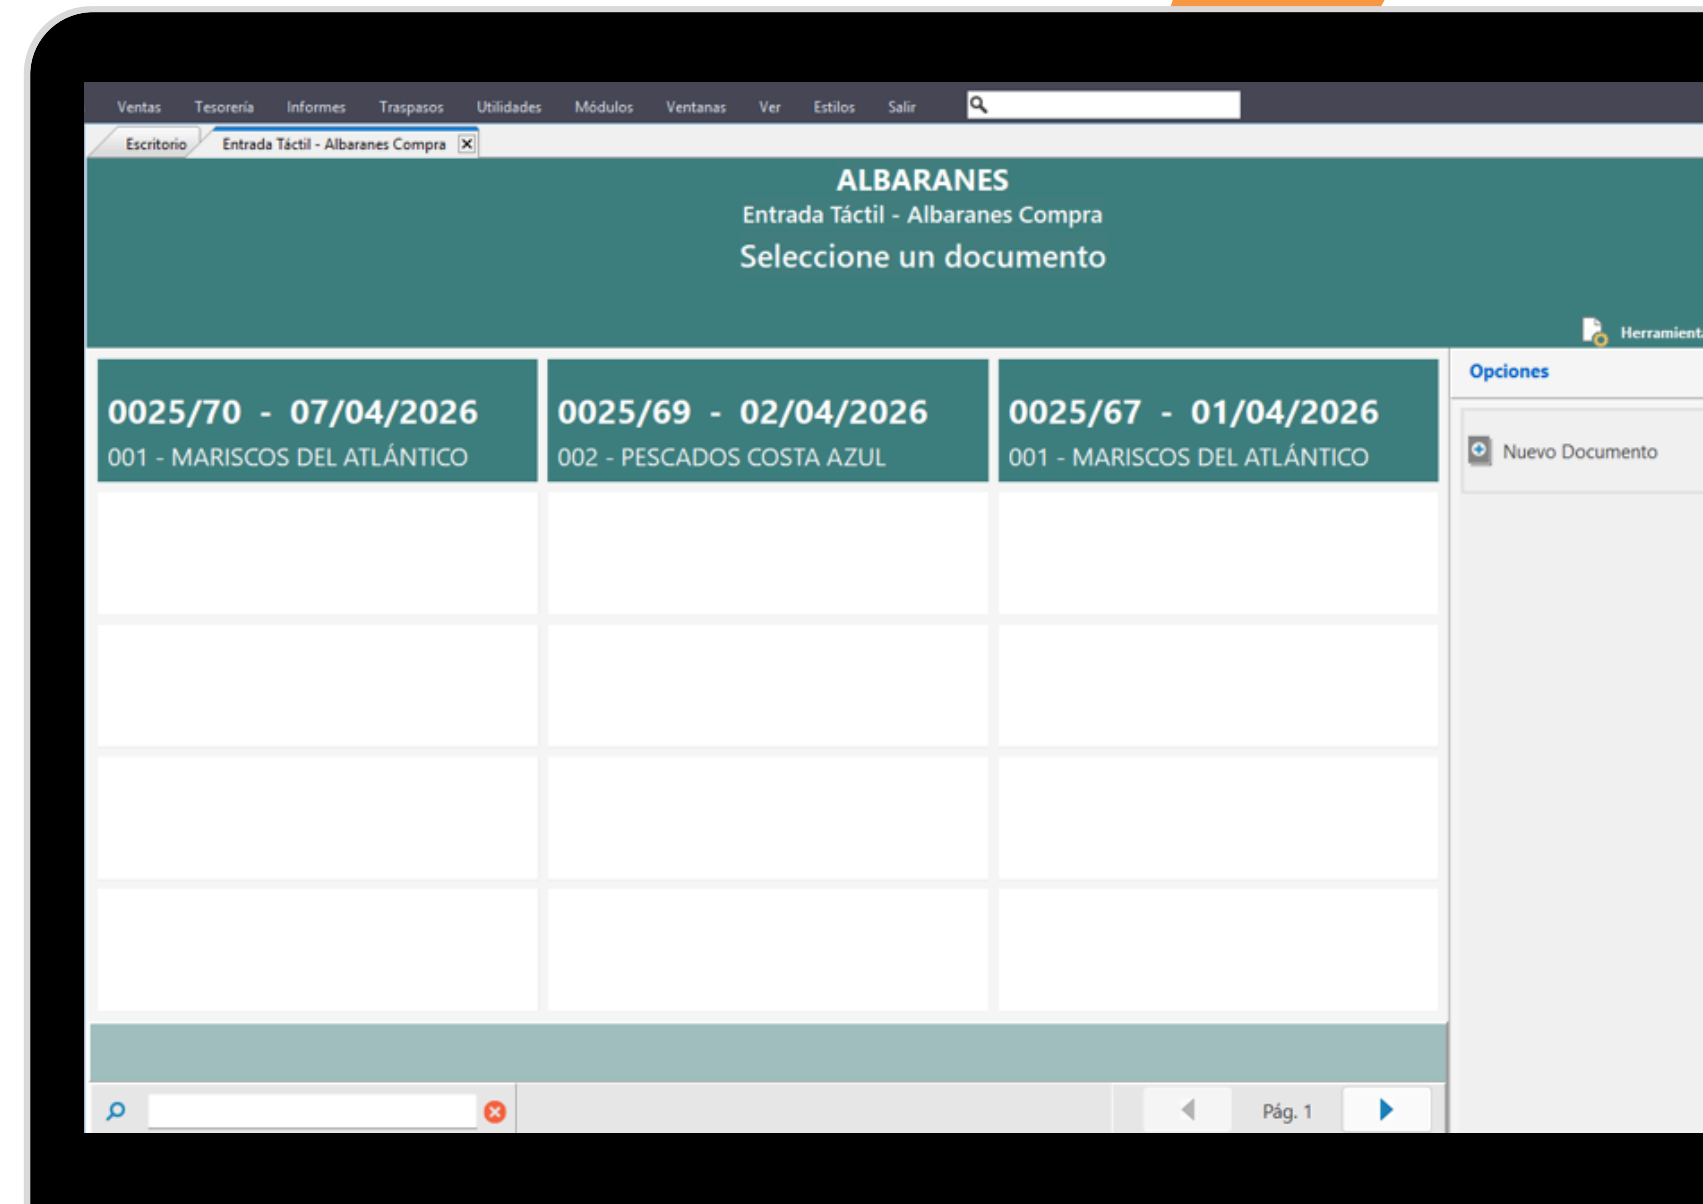 Ventas Tesorería Informes Traspasos Utilidades Módulos Ventanas Ver Estilos Salir
Escritorio Entrada Táctil - Albaranes Compra
ALBARANES
Entrada Táctil - Albaranes Compra
Seleccione un documento
Herramient
Opciones
0025/70 - 07/04/2026
001 - MARISCOS DEL ATLÁNTICO
0025/69 - 02/04/2026
002 - PESCADOS COSTA AZUL
0025/67 - 01/04/2026
001 - MARISCOS DEL ATLÁNTICO
Nuevo Documento
Pág. 1